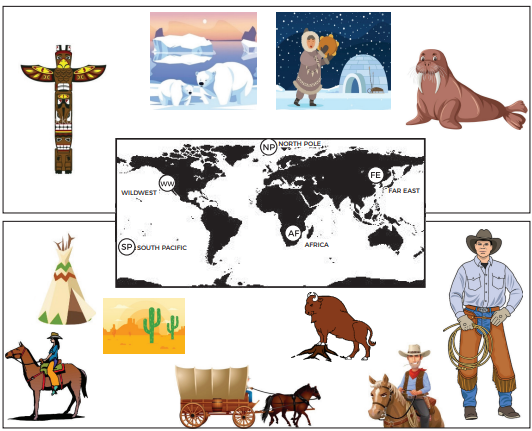 NP NORTH POLE
WW
FE
WILDWEST
FAR EAST
AF
SP SOUTH PACIFIC
AFRICA